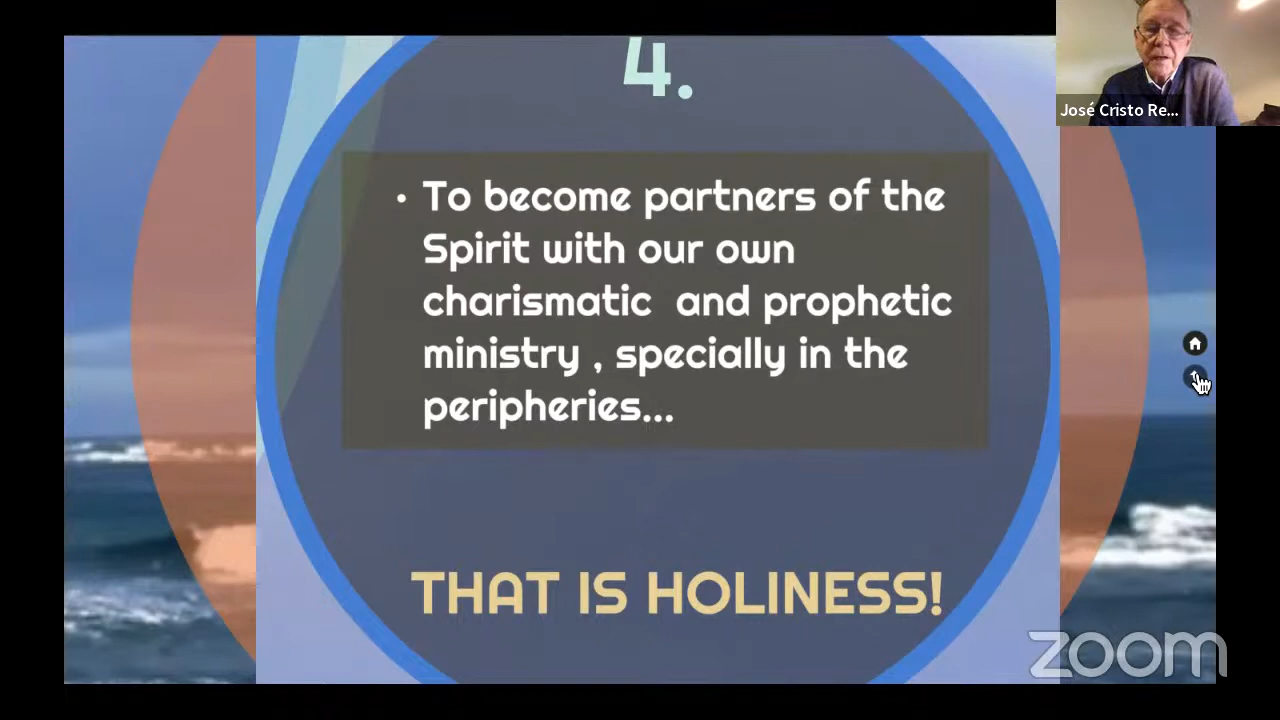 4.
José Cristo Re...
• To become partners of the
Spirit with our own
charismatic  and prophetic
ministry , specially in the
peripheries...
THAT IS HOLINESS!
zoom